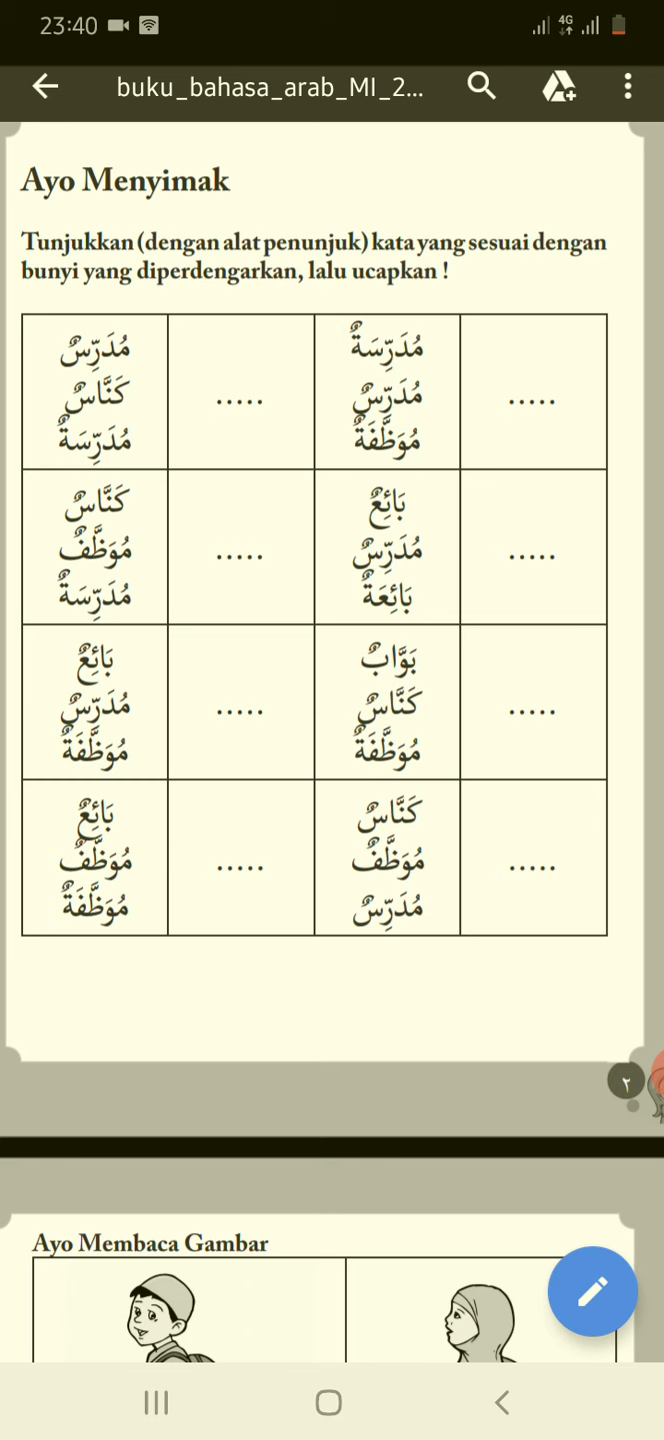 23:40
4G
buku_bahasa_arab_MI_2...
Ayo Menyimak
Tunjukkan (dengan alat penunjuk) kata yang sesuai dengan
bunyi yang diperdengarkan, lalu ucapkan !
مُدَرِّسَةٌ
مُدَرِّسٌ
مُوَظَّفَةٌ
.....
مُدَرِّسٌ
كَنَّاسٌ
مُدَرِّسَةٌ
.....
بَائِعٌ
مُدَرِّسٌ
بَائِعَةٌ
.....
كَنَّاسٌ
مُوَظَّفٌ
مُدَرِّسَةٌ
.....
بَوَّابٌ
كَنَّاسٌ
مُوَظَّفَةٌ
.....
بَائِعٌ
مُدَرِّسٌ
مُوَظَّفَةٌ
.....
كَنَّاسٌ
مُوَظَّفٌ
مُدَرِّسٌ
.....
بَائِعٌ
مُوَظَّفٌ
مُوَظَّفَةٌ
.....
٢
Ayo Membaca Gambar